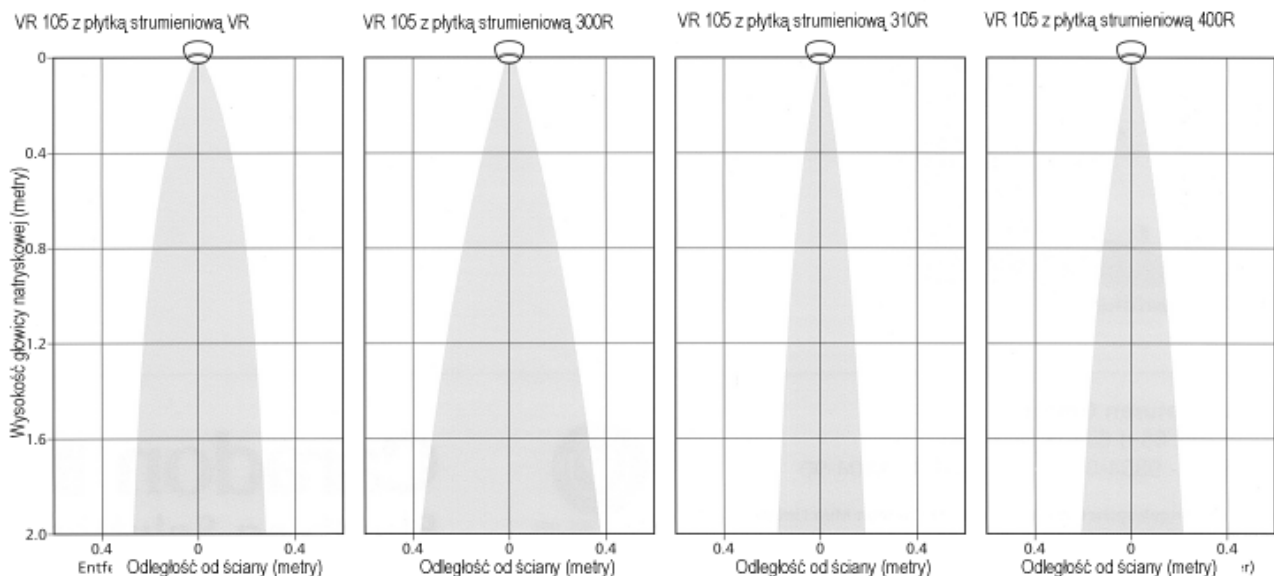 VR 105 z płytką strumieniową VR
VR 105 z płytką strumieniową 300R
VR 105 z płytką strumieniową 310R
VR 105 z płytką strumieniową 400R
Wysokość głowicy natryskowej (metry)
0
0.4
0.8
1.2
1.6
2.0
0.4 0 0.4
0.4 0 0.4
0.4 0 0.4
0.4 0 0.4
Odległość od ściany (metry)
Odległość od ściany (metry)
Odległość od ściany (metry)
Odległość od ściany (metry)